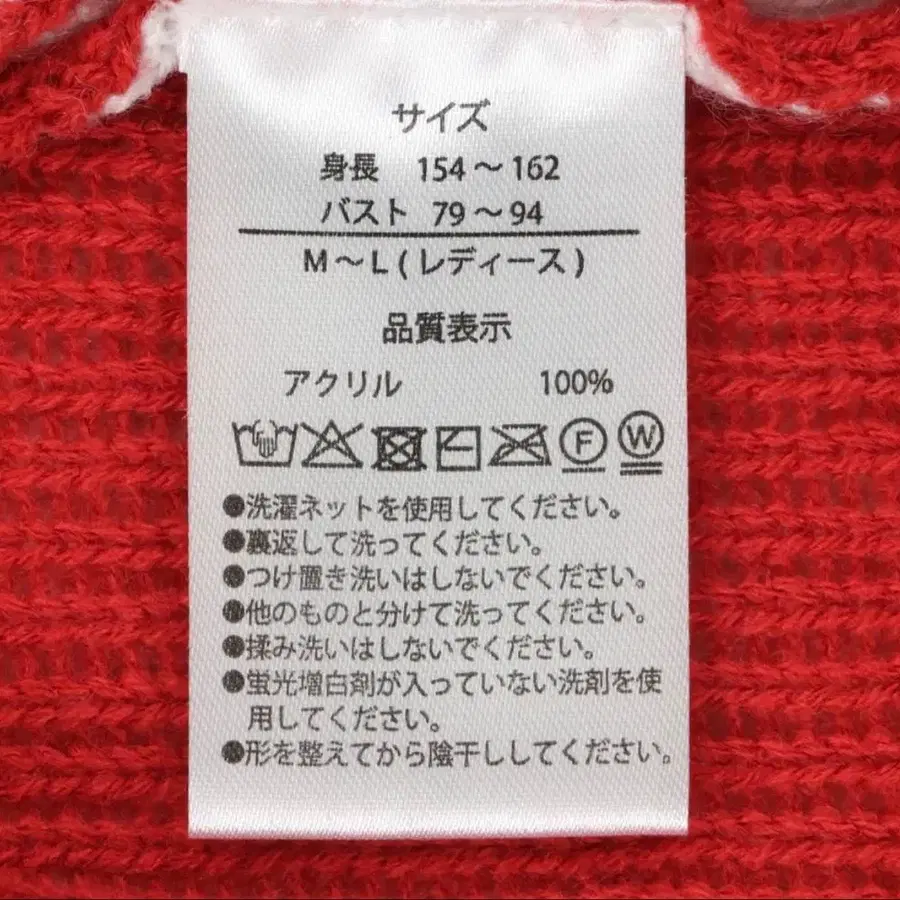 サイズ
身長 154～162
バスト 79～94
M～L(レディース)
品質表示
アクリル 100%
F W
●洗濯ネットを使用してください。
●裏返して洗ってください。
●つけ置き洗いはしないでください。
●他のものと分けて洗ってください。
●揉み洗いはしないでください。
●蛍光増白剤が入っていない洗剤を使
用してください。
●形を整えてから陰干ししてください。